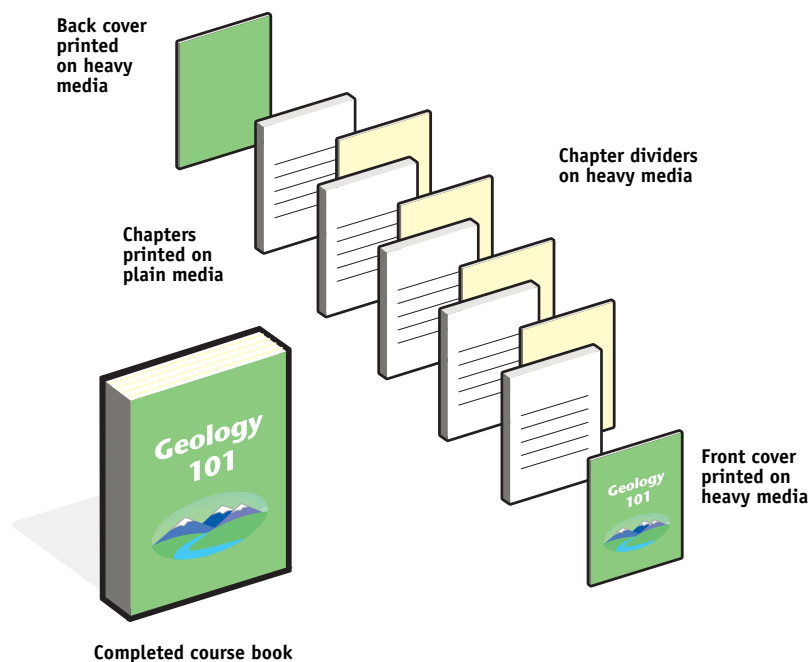 Back cover
printed
on heavy
media
Chapter dividers
on heavy media
Chapters
printed on
plain media
Geology
101
Front cover
printed on
heavy media
Geology
101
Completed course book